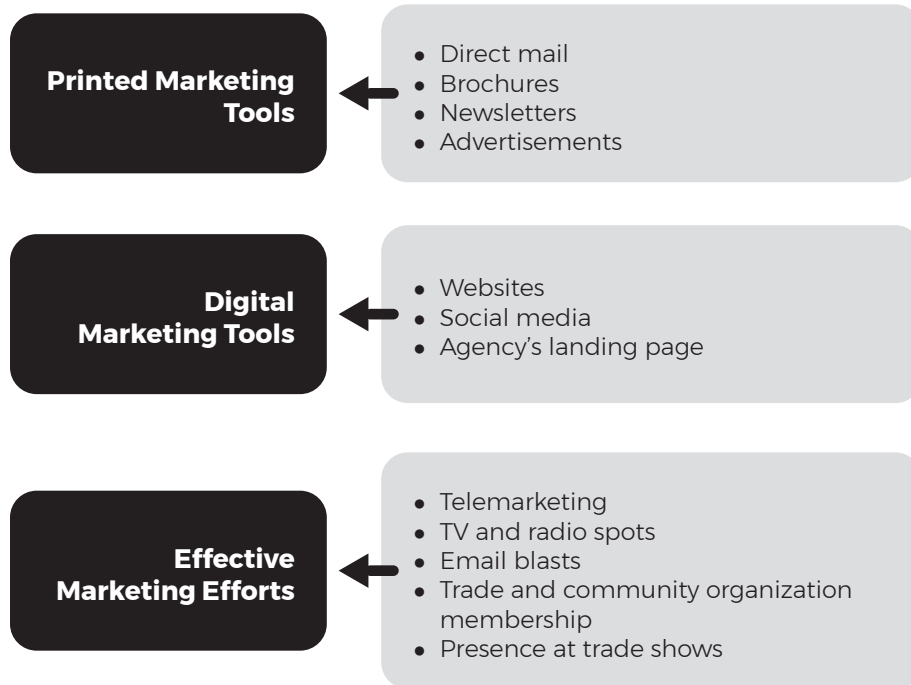 Printed Marketing
Tools
• Direct mail
• Brochures
• Newsletters
• Advertisements
Digital
Marketing Tools
• Websites
• Social media
• Agency’s landing page
Effective
Marketing Efforts
• Telemarketing
• TV and radio spots
• Email blasts
• Trade and community organization
membership
• Presence at trade shows